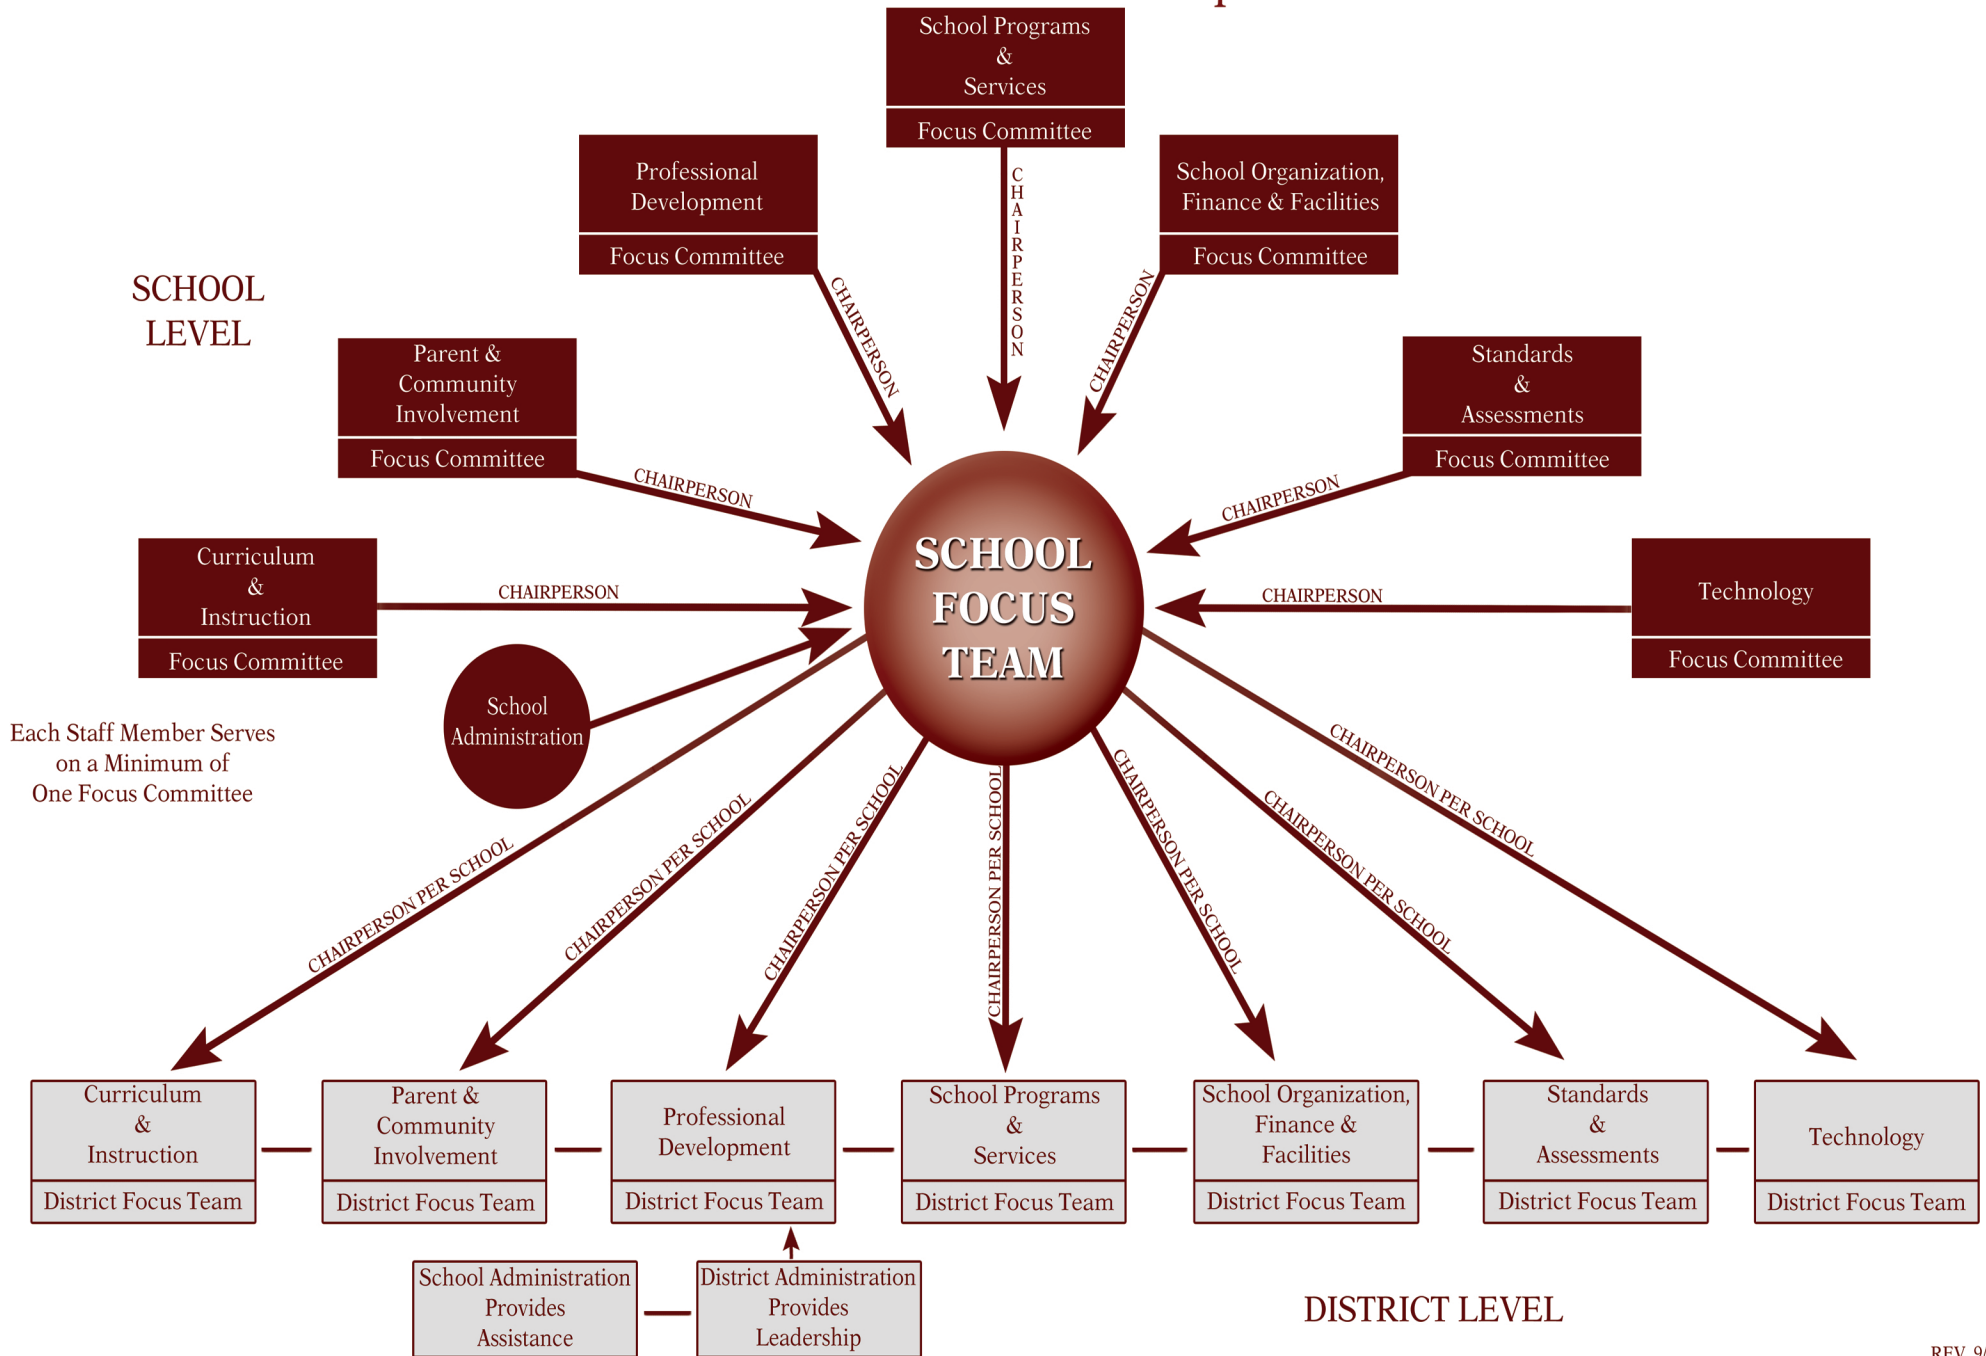 School Programs
&
Services
Focus Committee
Professional
Development
Focus Committee
School Organization,
Finance & Facilities
Focus Committee
CHAIRPERSON
CHAIRPERSON
CHAIRPERSON
SCHOOL
LEVEL
Parent &
Community
Involvement
Focus Committee
Standards
&
Assessments
Focus Committee
CHAIRPERSON
CHAIRPERSON
Curriculum
&
Instruction
Focus Committee
CHAIRPERSON
SCHOOL
FOCUS
TEAM
CHAIRPERSON
Technology
Focus Committee
School
Administration
Each Staff Member Serves
on a Minimum of
One Focus Committee
CHAIRPERSON PER SCHOOL
CHAIRPERSON PER SCHOOL
CHAIRPERSON PER SCHOOL
CHAIRPERSON PER SCHOOL
CHAIRPERSON PER SCHOOL
CHAIRPERSON PER SCHOOL
CHAIRPERSON PER SCHOOL
Curriculum
&
Instruction
District Focus Team
Parent &
Community
Involvement
District Focus Team
Professional
Development
District Focus Team
School Programs
&
Services
District Focus Team
School Organization,
Finance &
Facilities
District Focus Team
Standards
&
Assessments
District Focus Team
Technology
District Focus Team
School Administration
Provides
Assistance
District Administration
Provides
Leadership
DISTRICT LEVEL
REV.